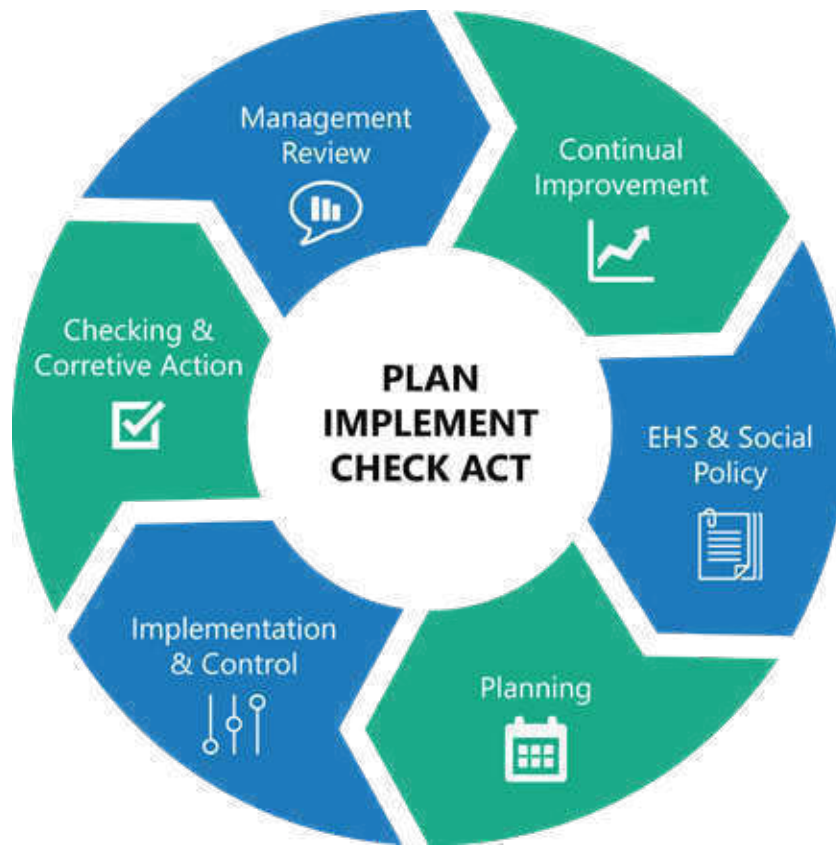 Management
Review
Continual
Improvement
Checking &
Corretive Action
PLAN
IMPLEMENT
CHECK ACT
EHS & Social
Policy
Implementation
& Control
Planning